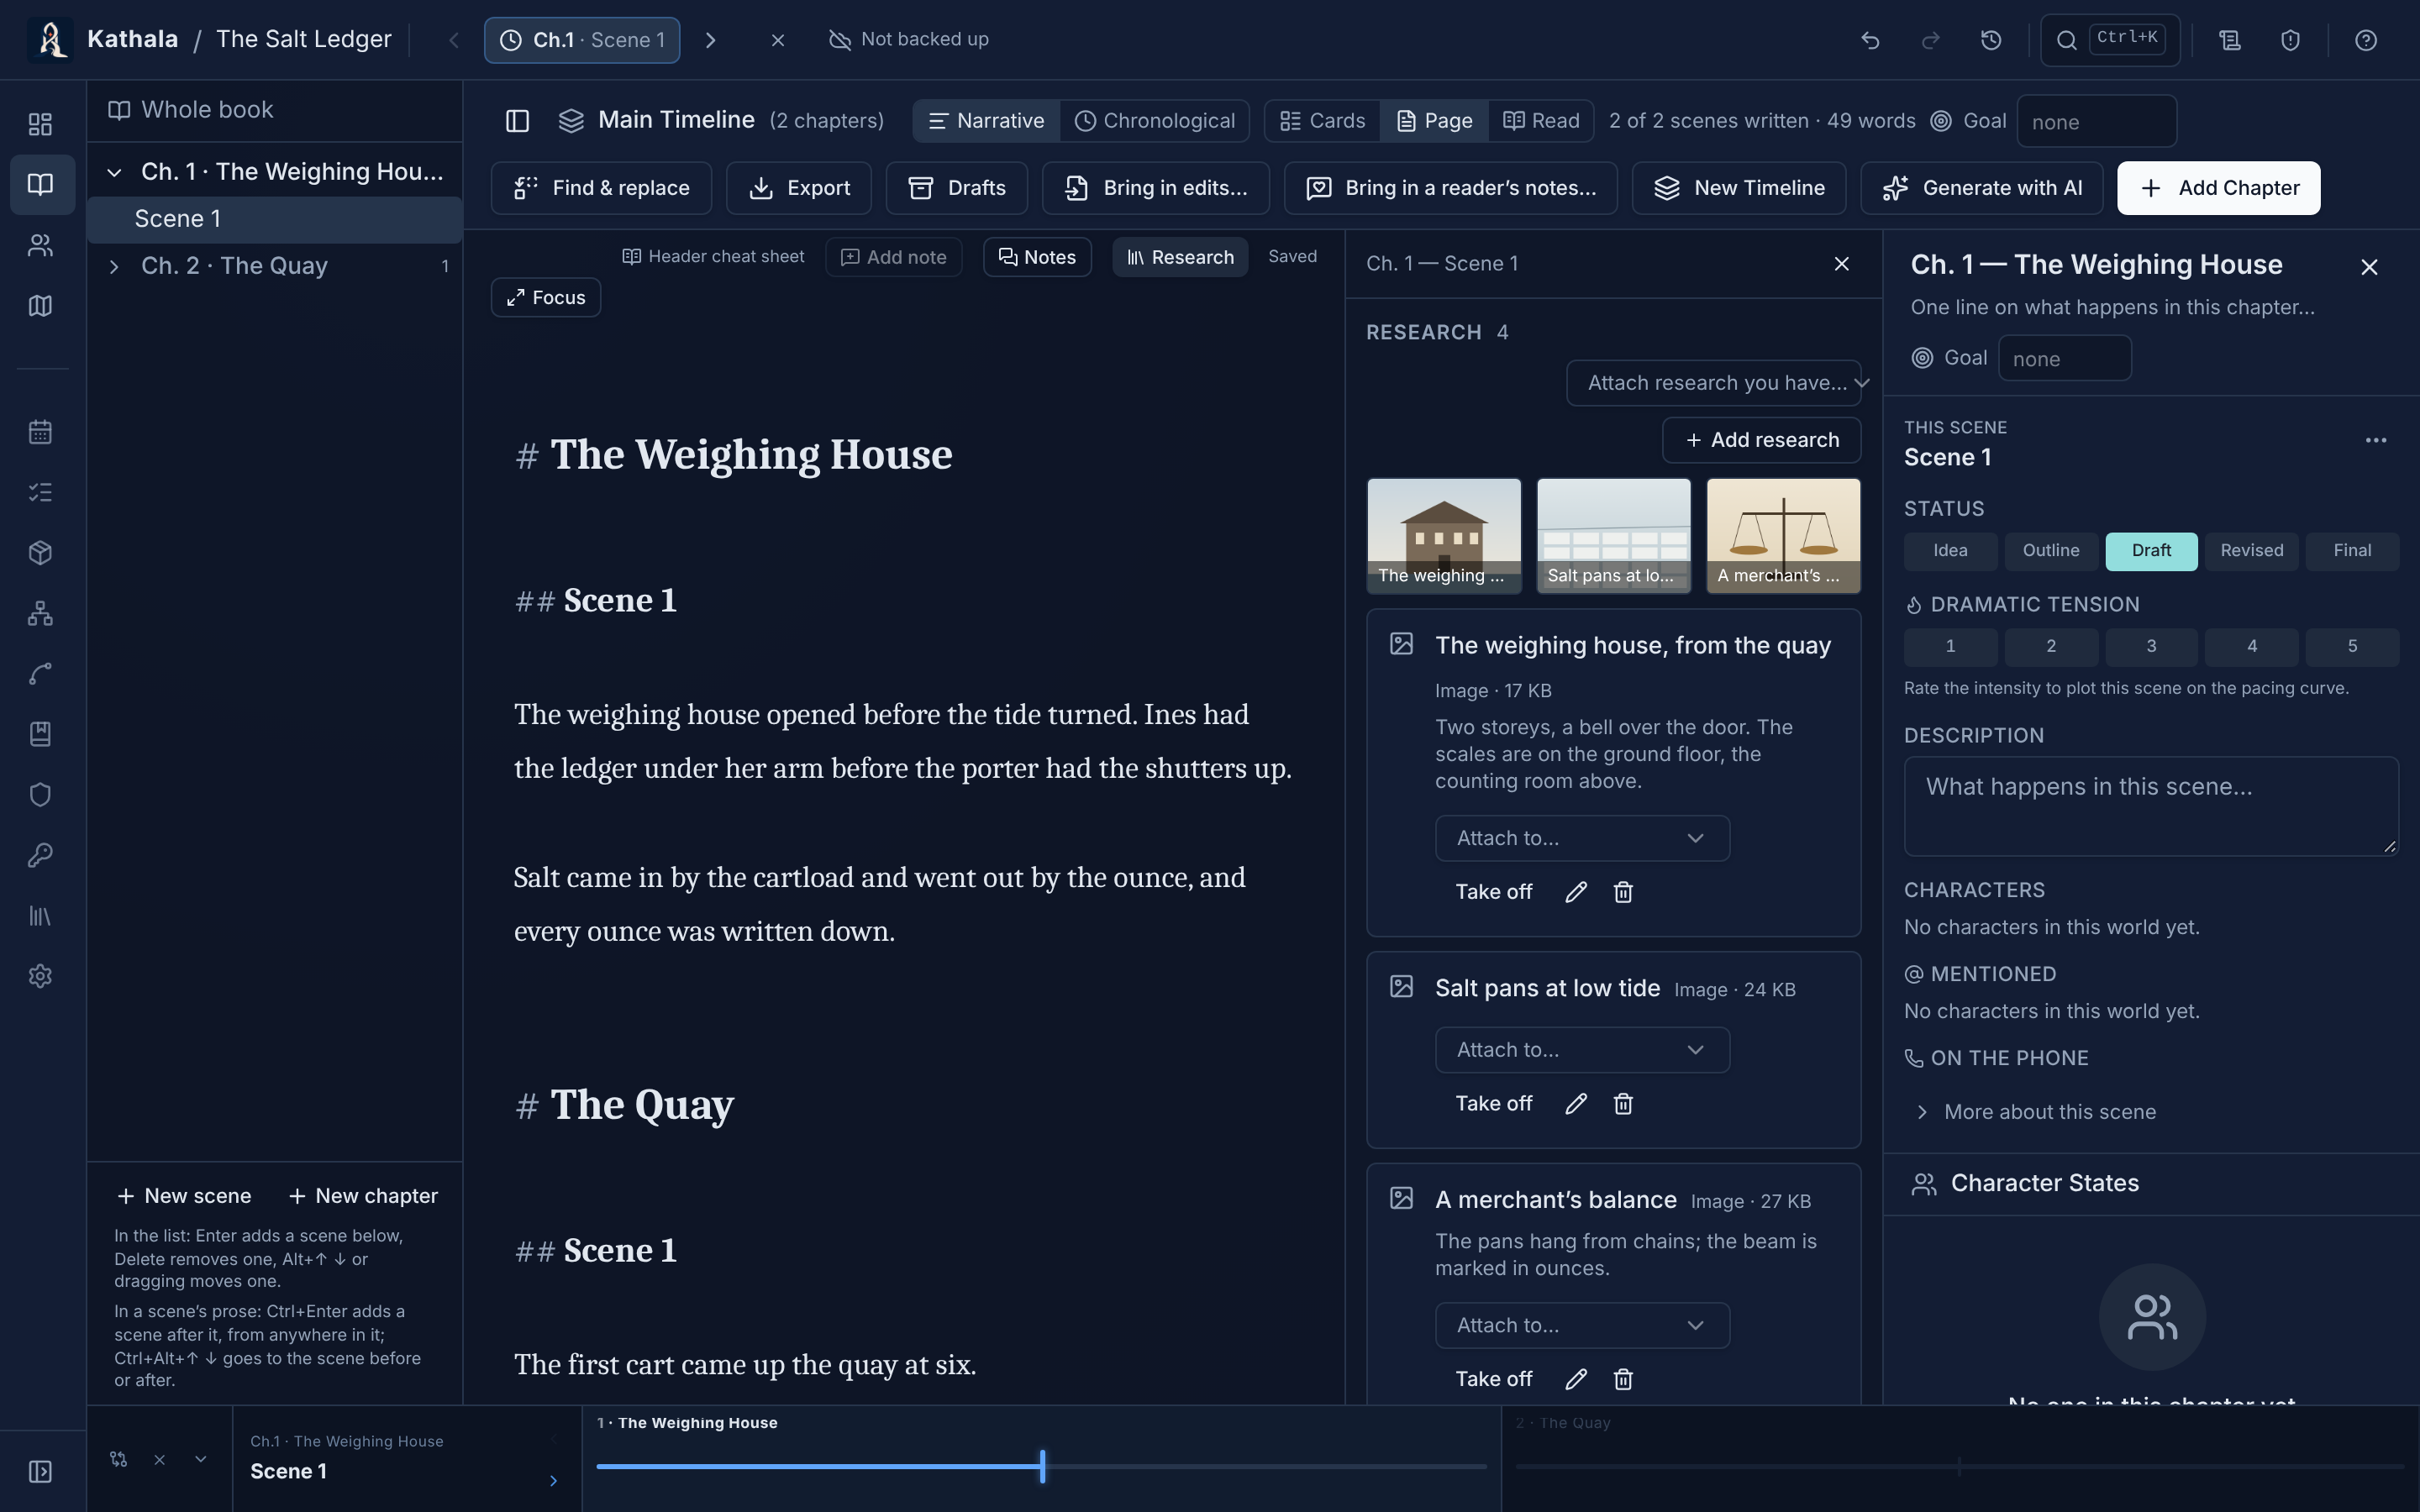 Kathala / The Salt Ledger
Ch.1 · Scene 1
Not backed up
Ctrl+K
Whole book
Ch. 1 · The Weighing Hou...
Scene 1
Ch. 2 · The Quay 1
New scene
New chapter
In the list: Enter adds a scene below,
Delete removes one, Alt+↑ ↓ or
dragging moves one.
In a scene's prose: Ctrl+Enter adds a
scene after it, from anywhere in it;
Ctrl+Alt+↑ ↓ goes to the scene before
or after.
Main Timeline (2 chapters)
Narrative
Chronological
Cards
Page
Read
2 of 2 scenes written · 49 words
Goal
none
Find & replace
Export
Drafts
Bring in edits...
Bring in a reader's notes...
New Timeline
Generate with AI
Add Chapter
Header cheat sheet
Add note
Notes
Research
Saved
Focus
# The Weighing House
## Scene 1
The weighing house opened before the tide turned. Ines had
the ledger under her arm before the porter had the shutters up.
Salt came in by the cartload and went out by the ounce, and
every ounce was written down.
# The Quay
## Scene 1
The first cart came up the quay at six.
Ch. 1 — Scene 1
RESEARCH 4
Attach research you have...
Add research
The weighing ...
Salt pans at lo...
A merchant's ...
The weighing house, from the quay
Image · 17 KB
Two storeys, a bell over the door. The
scales are on the ground floor, the
counting room above.
Attach to...
Take off
Salt pans at low tide Image · 24 KB
Attach to...
Take off
A merchant's balance Image · 27 KB
The pans hang from chains; the beam is
marked in ounces.
Attach to...
Take off
Ch. 1 — The Weighing House
One line on what happens in this chapter...
Goal
none
THIS SCENE
Scene 1
STATUS
Idea
Outline
Draft
Revised
Final
DRAMATIC TENSION
1
2
3
4
5
Rate the intensity to plot this scene on the pacing curve.
DESCRIPTION
What happens in this scene...
CHARACTERS
No characters in this world yet.
MENTIONED
No characters in this world yet.
ON THE PHONE
More about this scene
Character States
No one in this chapter yet
Ch.1 · The Weighing House
Scene 1
1 · The Weighing House
2 · The Quay